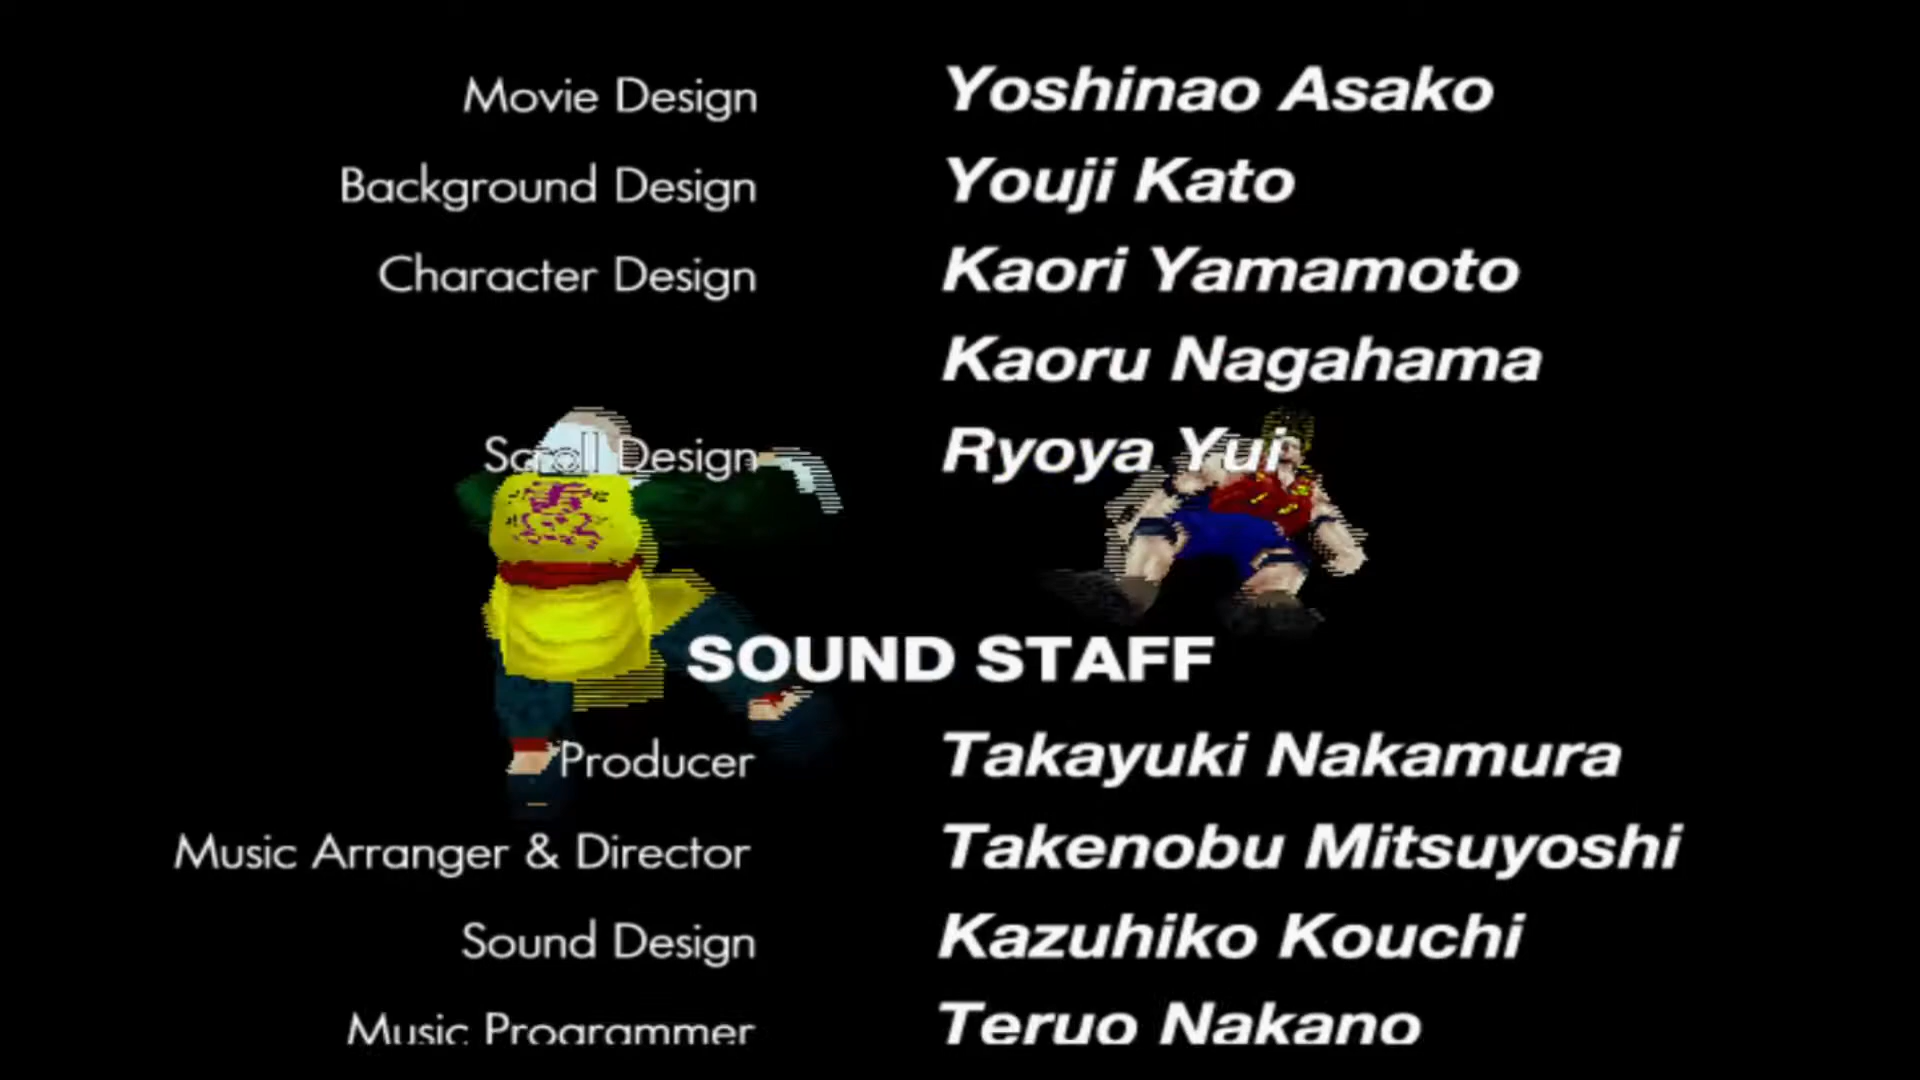 Movie Design Yoshinao Asako
Background Design Youji Kato
Character Design Kaori Yamamoto
Kaoru Nagahama
Scroll Design Ryoya Yui
SOUND STAFF
Producer Takayuki Nakamura
Music Arranger & Director Takenobu Mitsuyoshi
Sound Design Kazuhiko Kouchi
Music Programmer Teruo Nakano